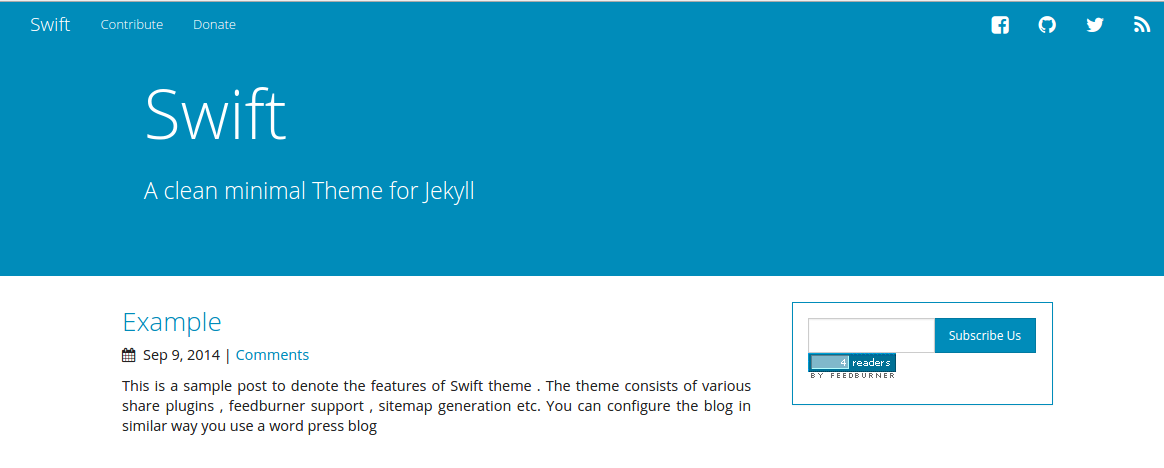 Swift Contribute Donate
Swift
A clean minimal Theme for Jekyll
Example
Sep 9, 2014 | Comments
This is a sample post to denote the features of Swift theme . The theme consists of various
share plugins , feedburner support , sitemap generation etc. You can configure the blog in
similar way you use a word press blog
Subscribe Us
4 readers
BY FEEDBURNER